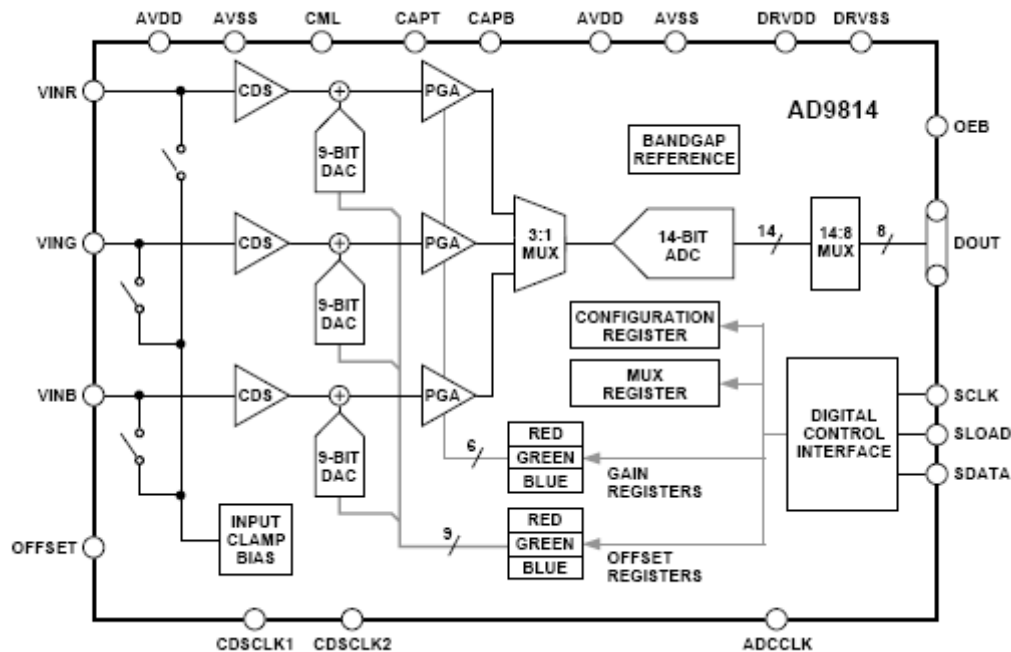 AVDD AVSS CML CAPT CAPB AVDD AVSS DRVDD DRVSS
VINR
CDS
+
PGA
AD9814
OEB
9-BIT
DAC
BANDGAP
REFERENCE
VING
CDS
+
PGA
3:1
MUX
14-BIT
ADC
14
14:8
MUX
8
DOUT
9-BIT
DAC
CONFIGURATION
REGISTER
VINB
CDS
+
PGA
MUX
REGISTER
DIGITAL
CONTROL
INTERFACE
SCLK
SLOAD
SDATA
9-BIT
DAC
6
RED
GREEN
BLUE
GAIN
REGISTERS
OFFSET
INPUT
CLAMP
BIAS
9
RED
GREEN
BLUE
OFFSET
REGISTERS
CDSCLK1 CDSCLK2 ADCCLK